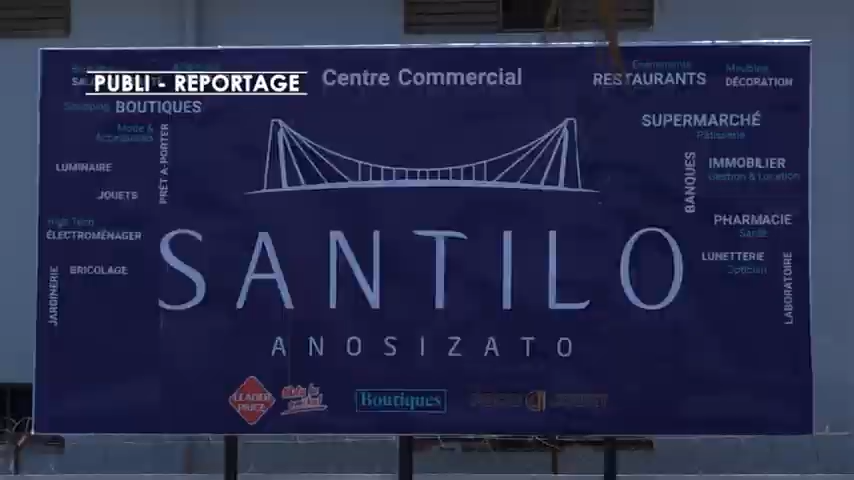 PUBLI - REPORTAGE
Centre Commercial
RESTAURANTS
Meubles
DÉCORATION
Shopping
BOUTIQUES
SUPERMARCHÉ
Pâtisserie
Mode &
Accessoires
PRÊT A-PORTER
LUMINAIRE
JOUETS
High Tech
ÉLECTROMÉNAGER
BRICOLAGE
JARDINERIE
BANQUES
IMMOBILIER
Gestion & Location
PHARMACIE
Santé
LUNETTERIE
Opticien
LABORATOIRE
SANTILO
ANOSIZATO
LEADER
PRICE
Boutiques